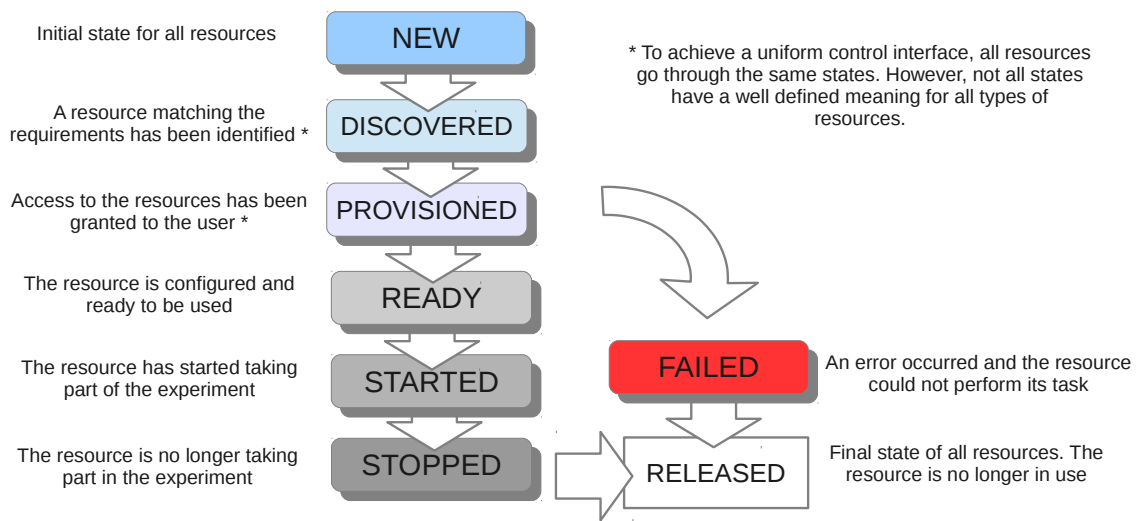 Initial state for all resources
NEW
* To achieve a uniform control interface, all resources
go through the same states. However, not all states
have a well defined meaning for all types of
resources.
A resource matching the
requirements has been identified *
DISCOVERED
Access to the resources has been
granted to the user *
PROVISIONED
The resource is configured and
ready to be used
READY
The resource has started taking
part of the experiment
STARTED
FAILED
An error occurred and the resource
could not perform its task
The resource is no longer taking
part in the experiment
STOPPED
RELEASED
Final state of all resources. The
resource is no longer in use